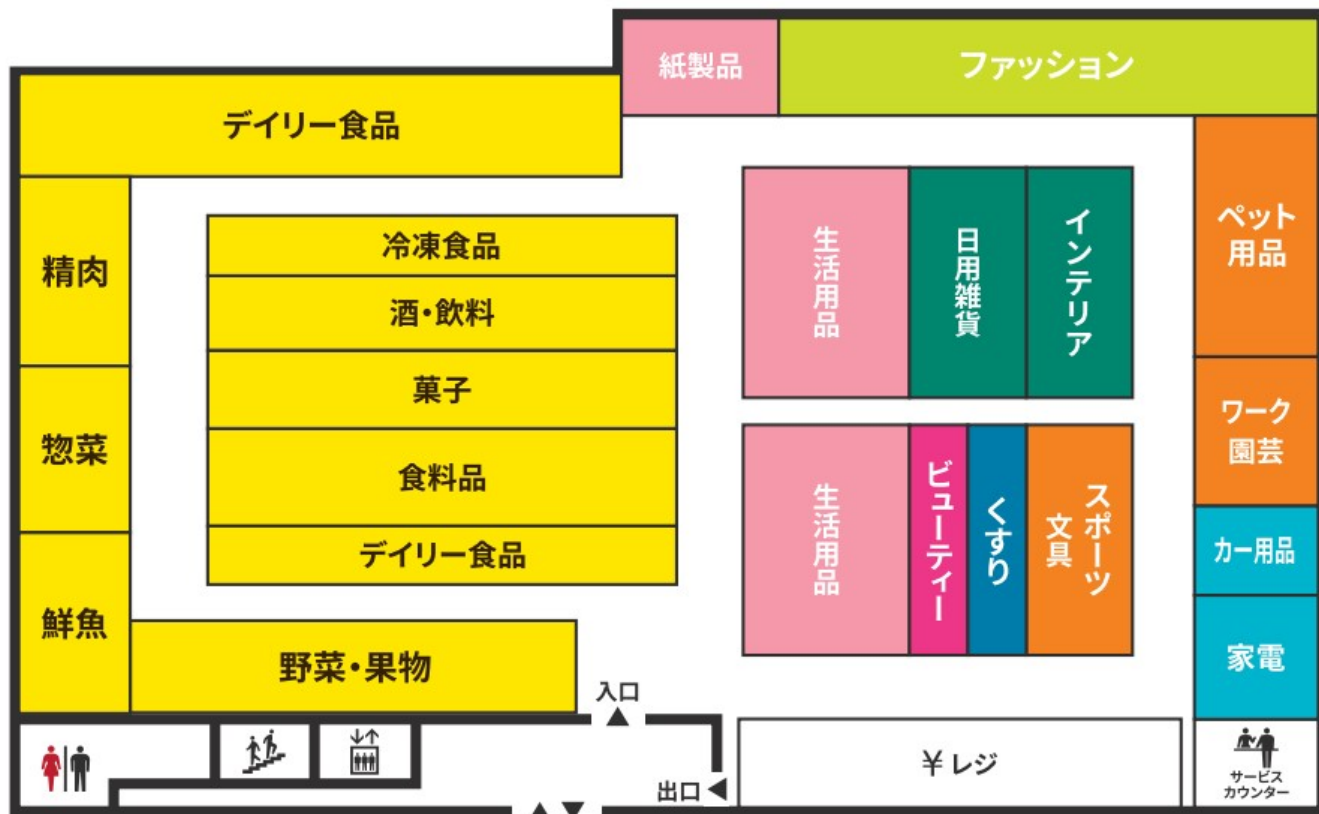 紙製品
ファッション
デイリー食品
精肉
惣菜
鮮魚
冷凍食品
酒・飲料
菓子
食料品
デイリー食品
野菜・果物
生活用品
日用雑貨
インテリア
生活用品
ビューティー
くすり
スポーツ
文具
ペット
用品
ワーク
園芸
カー用品
家電
入口
出口
¥レジ
サービス
カウンター